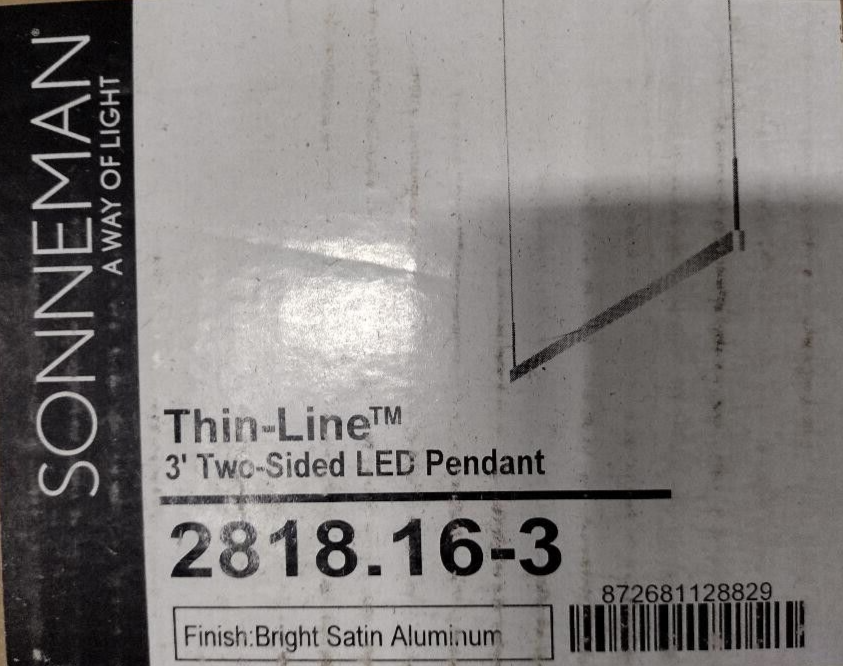 SONNEMAN®
A WAY OF LIGHT
Thin-Line™
3' Two-Sided LED Pendant
2818.16-3
872681128829
Finish:Bright Satin Aluminum